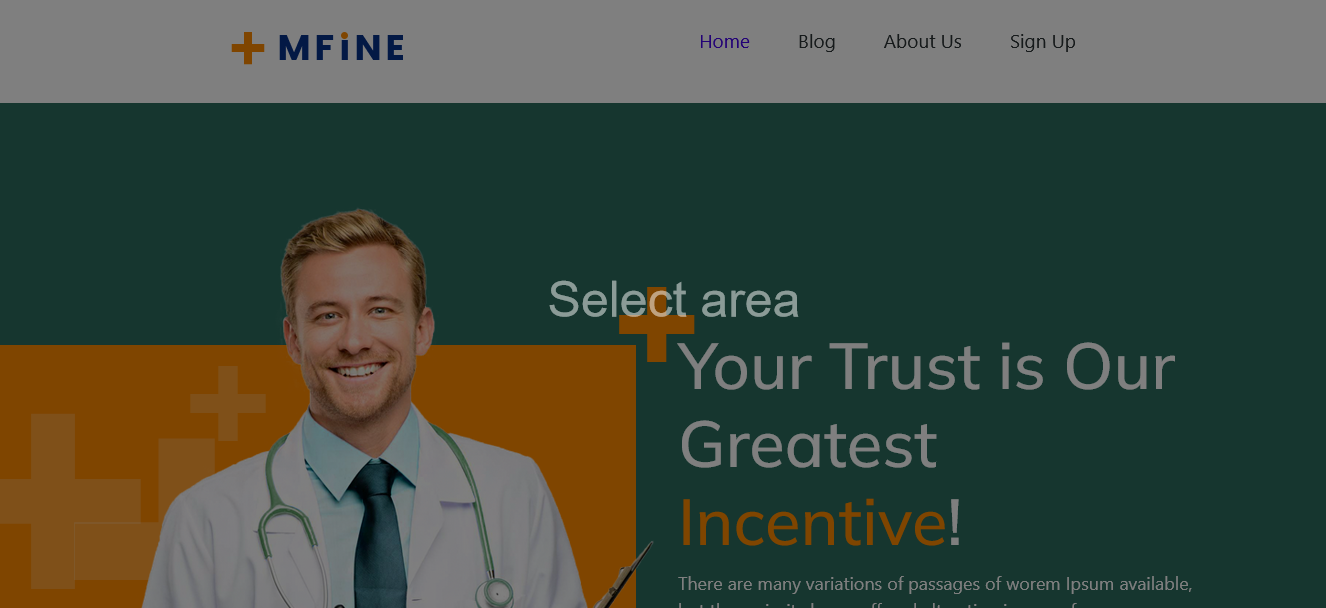 MFiNE
Home Blog About Us Sign Up
Select area
Your Trust is Our
Greatest
Incentive!
There are many variations of passages of worem Ipsum available,